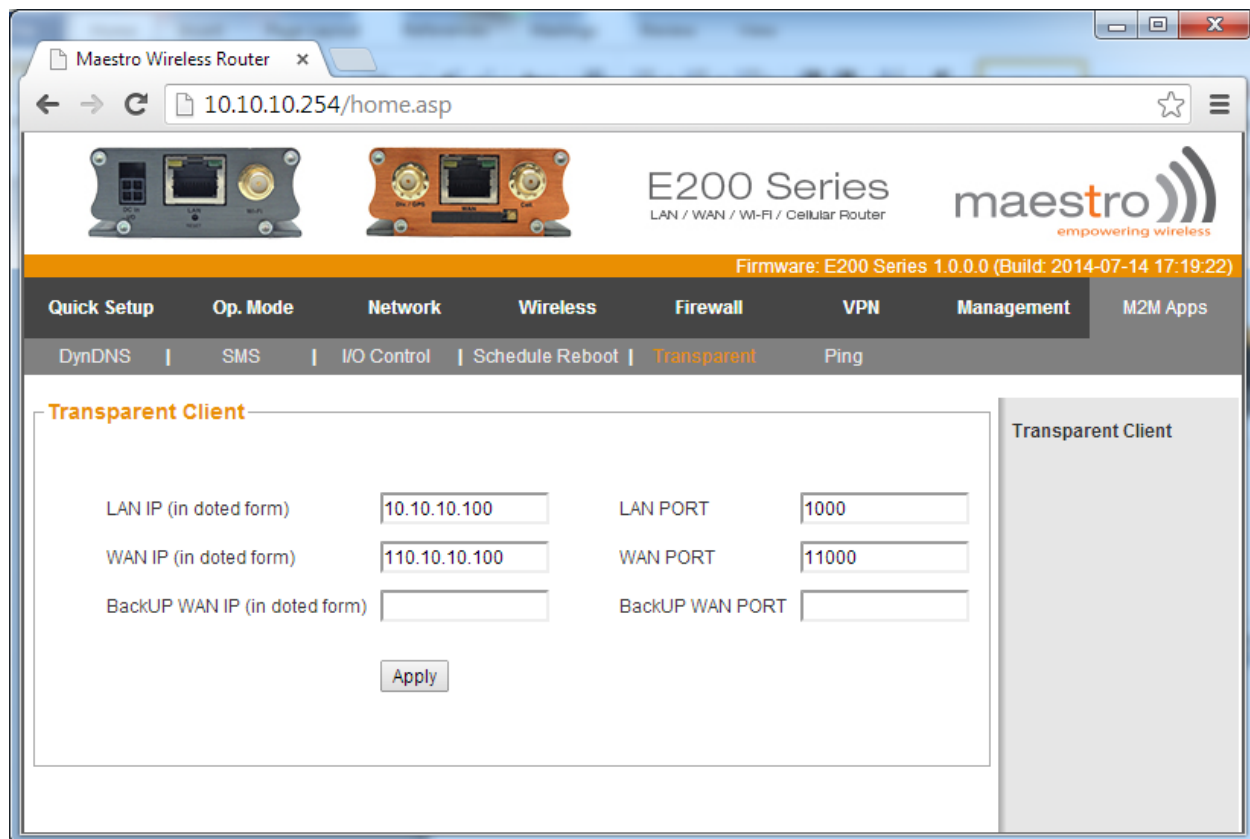 Maestro Wireless Router
10.10.10.254/home.asp
E200 Series
LAN / WAN / Wi-Fi / Cellular Router
maestro
empowering wireless
Firmware: E200 Series 1.0.0.0 (Build: 2014-07-14 17:19:22)
Quick Setup Op. Mode Network Wireless Firewall VPN Management M2M Apps
DynDNS | SMS | I/O Control | Schedule Reboot | Transparent Ping
Transparent Client
Transparent Client
LAN IP (in doted form) 10.10.10.100 LAN PORT 1000
WAN IP (in doted form) 110.10.10.100 WAN PORT 11000
BackUP WAN IP (in doted form) BackUP WAN PORT
Apply